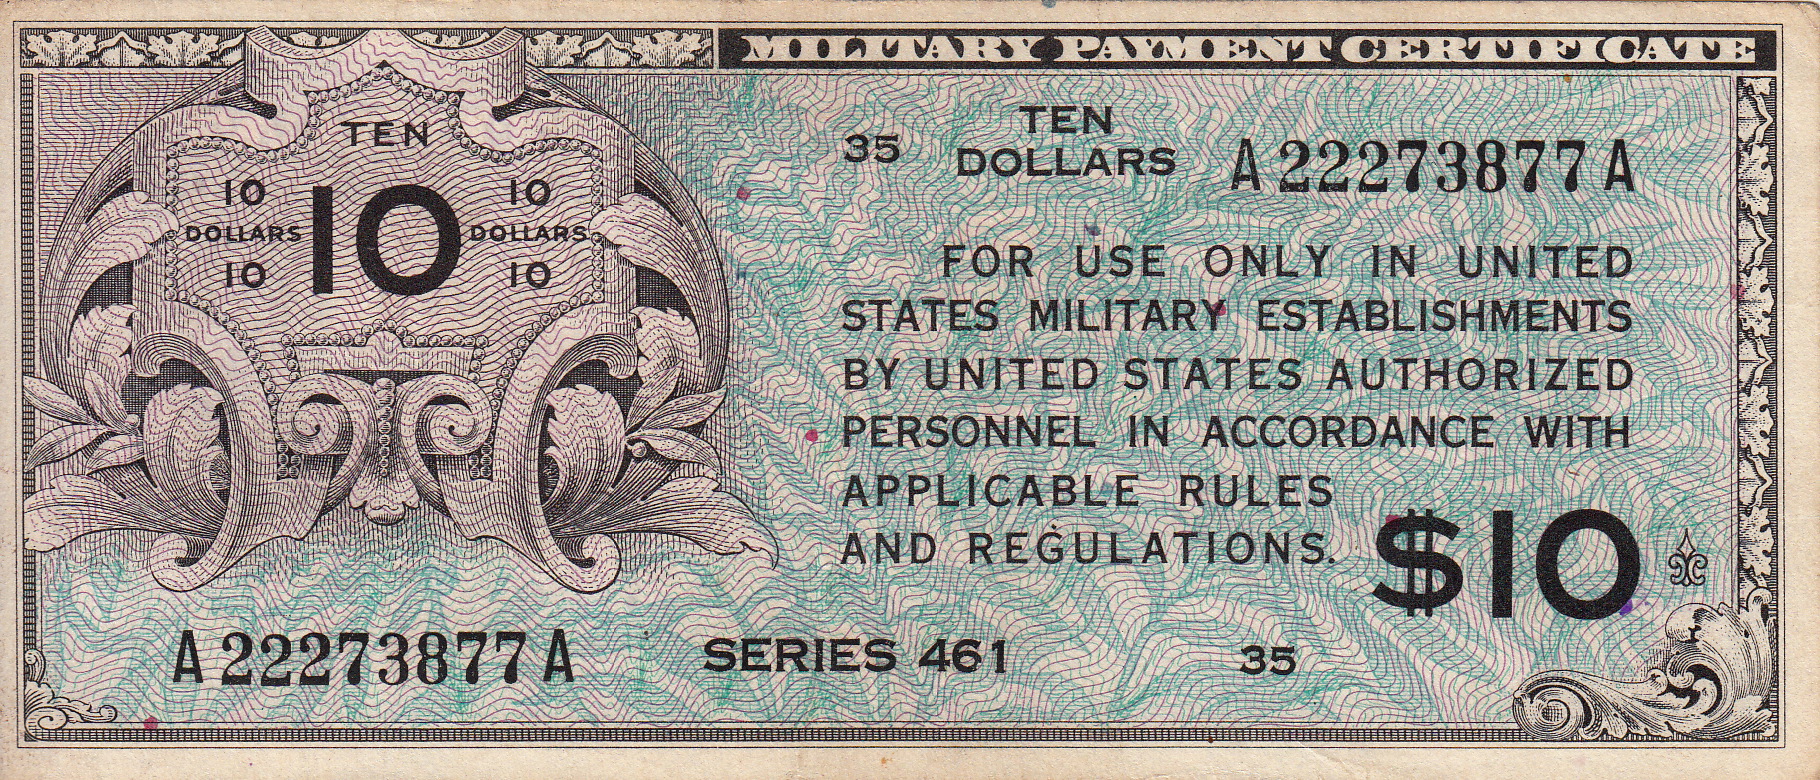 MILITARY PAYMENT CERTIFICATE
TEN
10 10 10
DOLLARS DOLLARS
10 10
35 TEN DOLLARS A22273877A
FOR USE ONLY IN UNITED
STATES MILITARY ESTABLISHMENTS
BY UNITED STATES AUTHORIZED
PERSONNEL IN ACCORDANCE WITH
APPLICABLE RULES
AND REGULATIONS.
$10
A22273877A SERIES 461 35